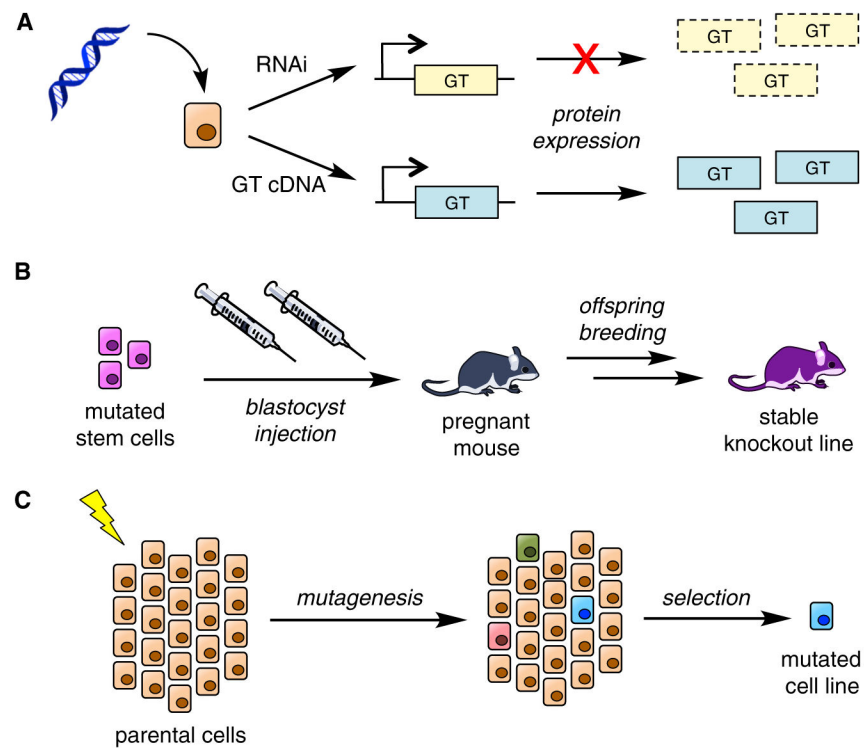 A
RNAi
GT
GT
GT
GT
protein
expression
GT cDNA
GT
GT
GT
GT
B
offspring
breeding
mutated
stem cells
blastocyst
injection
pregnant
mouse
stable
knockout line
C
mutagenesis
selection
mutated
cell line
parental cells